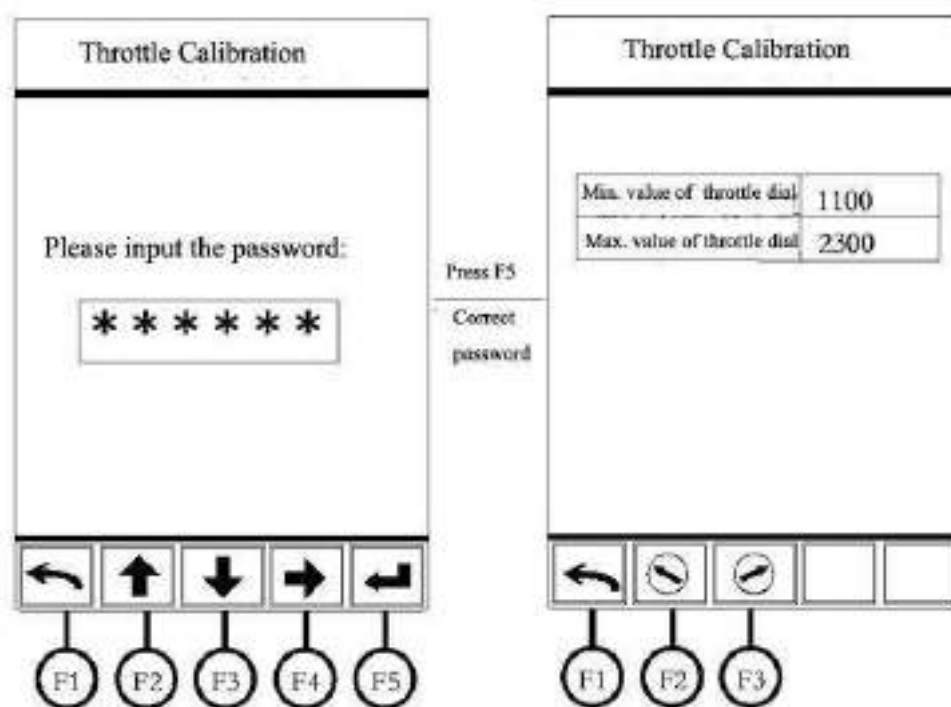 Throttle Calibration
Please input the password:
******
F1 F2 F3 F4 F5
Press F5
Correct
password
Throttle Calibration
Min. value of throttle dial 1100
Max. value of throttle dial 2300
F1 F2 F3